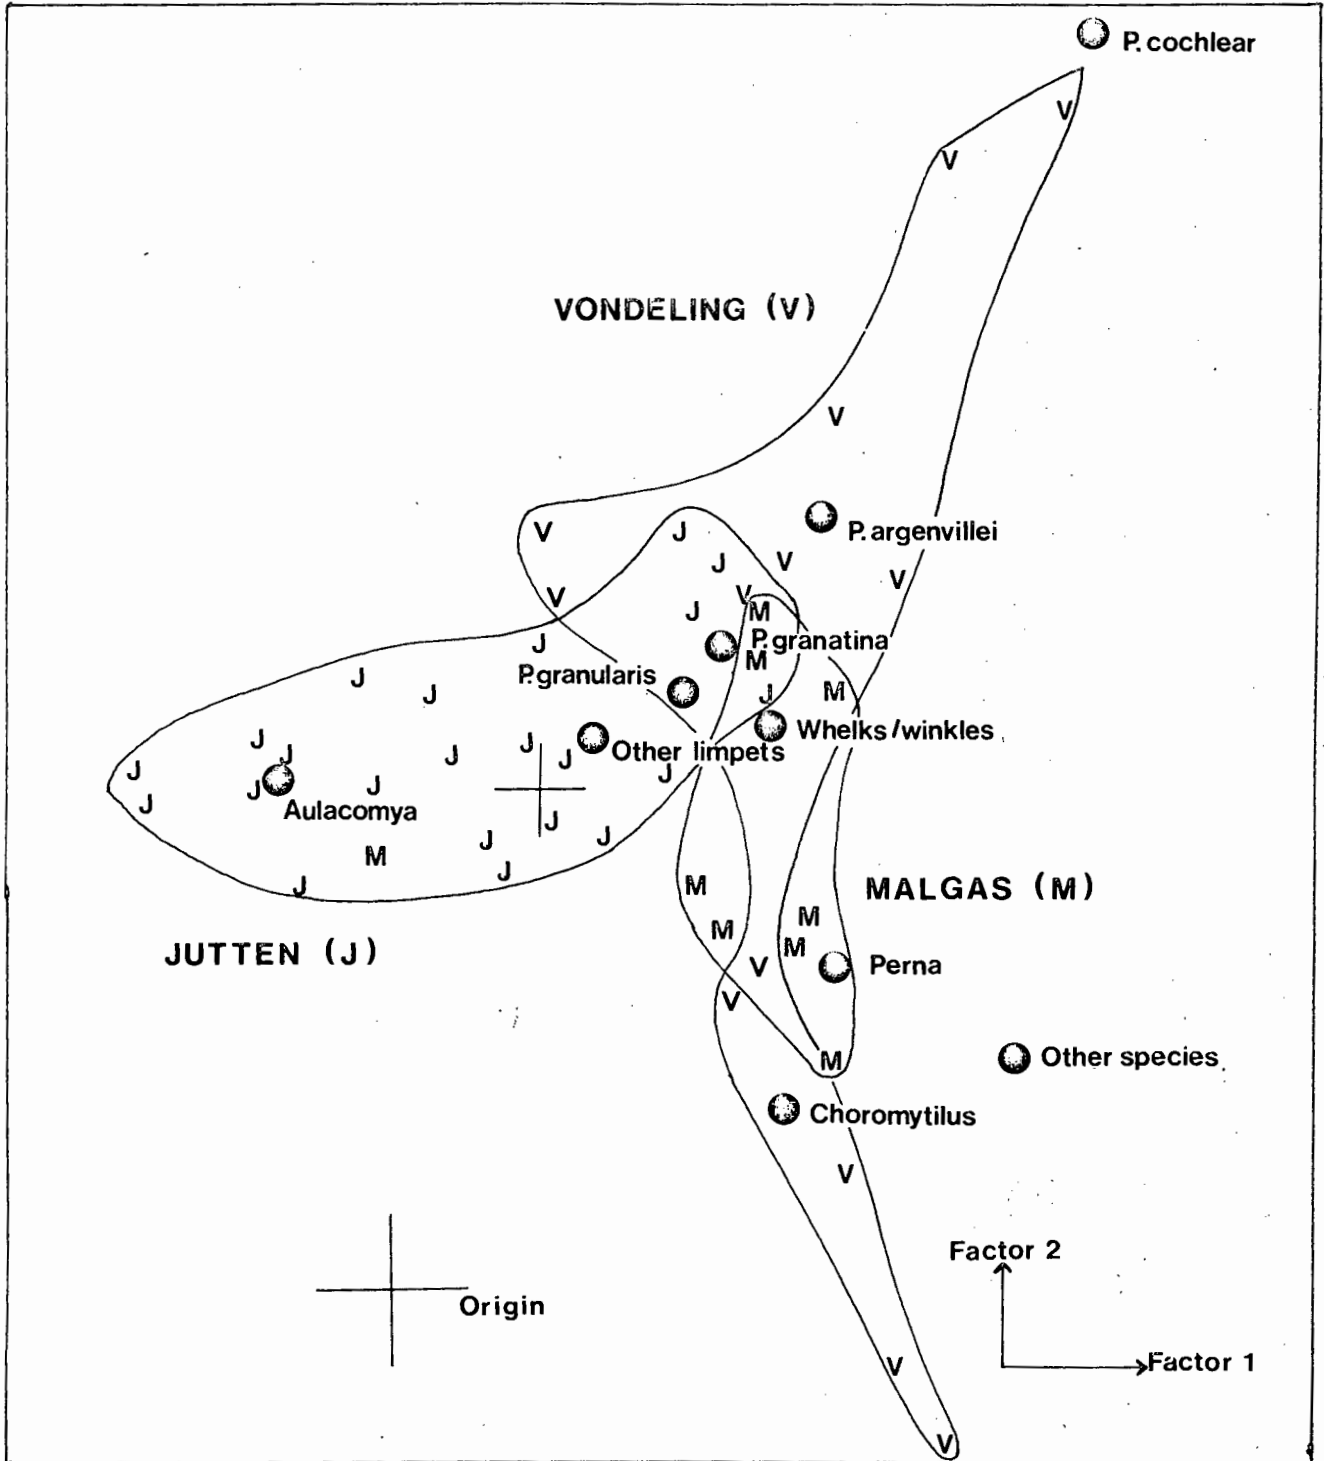 P. cochlear
V
V
VONDELING (V)
V
P. argenvillei
V
J
J
V
V
V
V
J
M
J
P. granatina
M
P. granularis
J
J
M
J
Whelks/winkles
J
J
J
Other limpets
J
J
J
J
J
J
Aulacomya
J
J
J
J
M
J
J
M
MALGAS (M)
M
M
JUTTEN (J)
M
V
Perna
V
M
Other species
Choromytilus
V
Factor 2
Origin
Factor 1
V
V